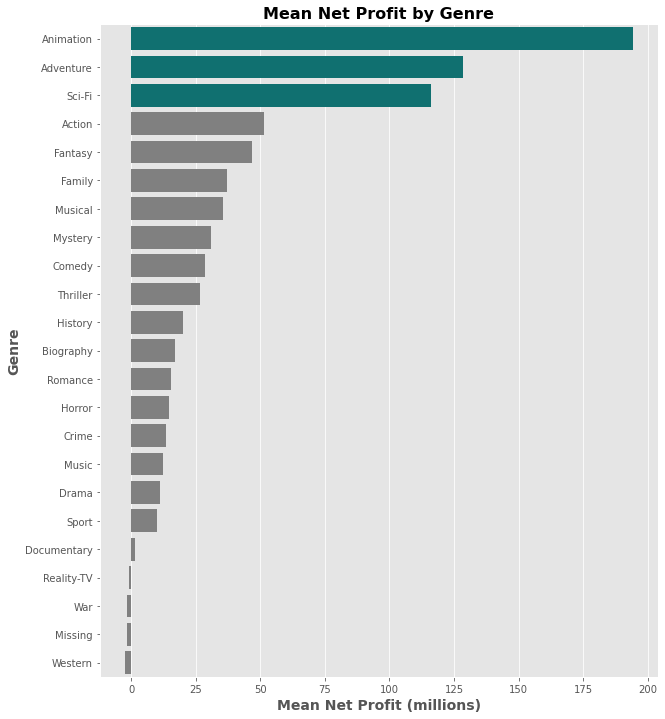 Mean Net Profit by Genre
Genre
Animation
Adventure
Sci-Fi
Action
Fantasy
Family
Musical
Mystery
Comedy
Thriller
History
Biography
Romance
Horror
Crime
Music
Drama
Sport
Documentary
Reality-TV
War
Missing
Western
0 25 50 75 100 125 150 175 200
Mean Net Profit (millions)